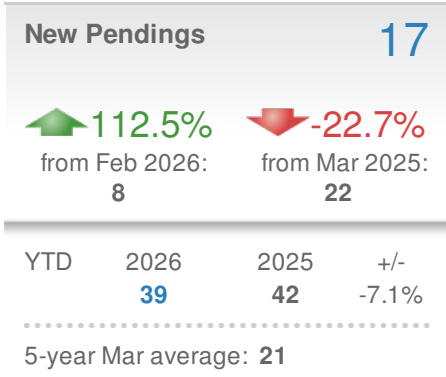 New Pendings 17
112.5% -22.7%
from Feb 2026: from Mar 2025:
8 22
YTD 2026 2025 +/-
39 42 -7.1%
5-year Mar average: 21